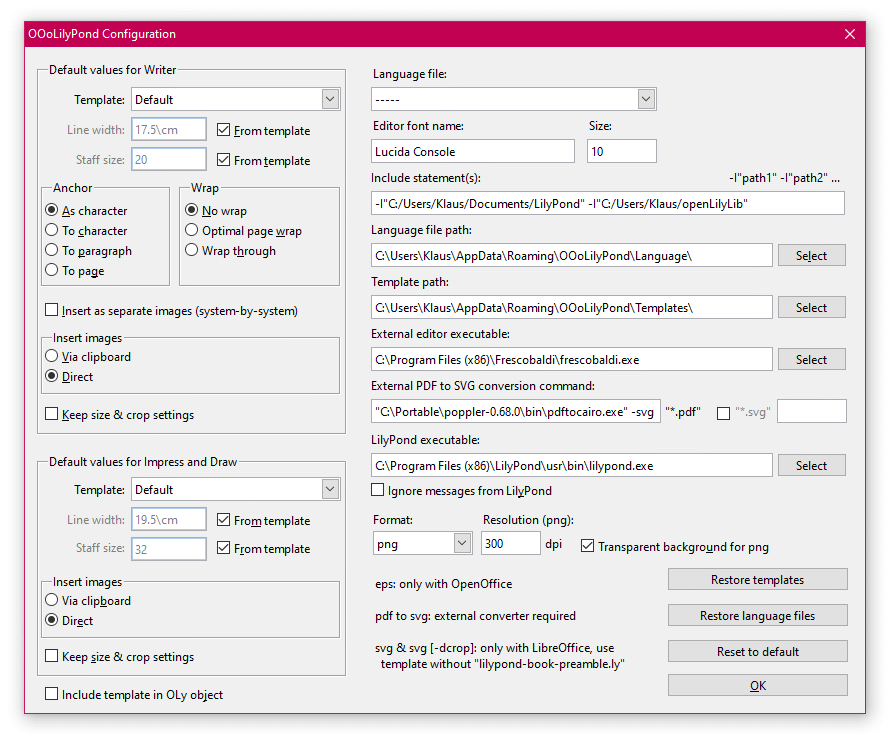 OOoLilyPond Configuration
Default values for Writer
Template: Default
Line width: 17.5\cm From template
Staff size: 20 From template
Anchor
As character
To character
To paragraph
To page
Wrap
No wrap
Optimal page wrap
Wrap through
Insert as separate images (system-by-system)
Insert images
Via clipboard
Direct
Keep size & crop settings
Default values for Impress and Draw
Template: Default
Line width: 19.5\cm From template
Staff size: 32 From template
Insert images
Via clipboard
Direct
Keep size & crop settings
Include template in OLy object
Language file:
-----
Editor font name: Size:
Lucida Console 10
Include statement(s): -I"path1" -I"path2" ...
-I"C:/Users/Klaus/Documents/LilyPond" -I"C:/Users/Klaus/openLilyLib"
Language file path:
C:\Users\Klaus\AppData\Roaming\OOoLilyPond\Language\ Select
Template path:
C:\Users\Klaus\AppData\Roaming\OOoLilyPond\Templates\ Select
External editor executable:
C:\Program Files (x86)\Frescobaldi\frescobaldi.exe Select
External PDF to SVG conversion command:
"C:\Portable\poppler-0.68.0\bin\pdftocairo.exe" -svg "*.pdf" "*.svg"
LilyPond executable:
C:\Program Files (x86)\LilyPond\usr\bin\lilypond.exe Select
Ignore messages from LilyPond
Format: Resolution (png):
png 300 dpi Transparent background for png
eps: only with OpenOffice
pdf to svg: external converter required
svg & svg [-dcrop]: only with LibreOffice, use
template without "lilypond-book-preamble.ly"
Restore templates
Restore language files
Reset to default
OK